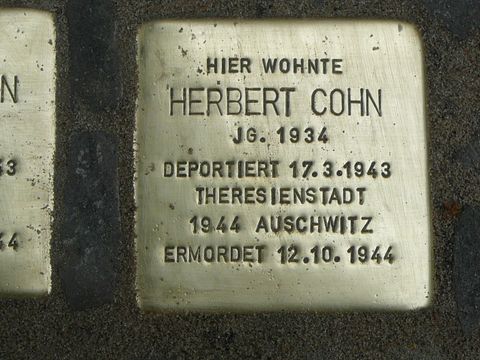 HIER WOHNTE
HERBERT COHN
JG. 1934
DEPORTIERT 17.3.1943
THERESIENSTADT
1944 AUSCHWITZ
ERMORDET 12.10.1944